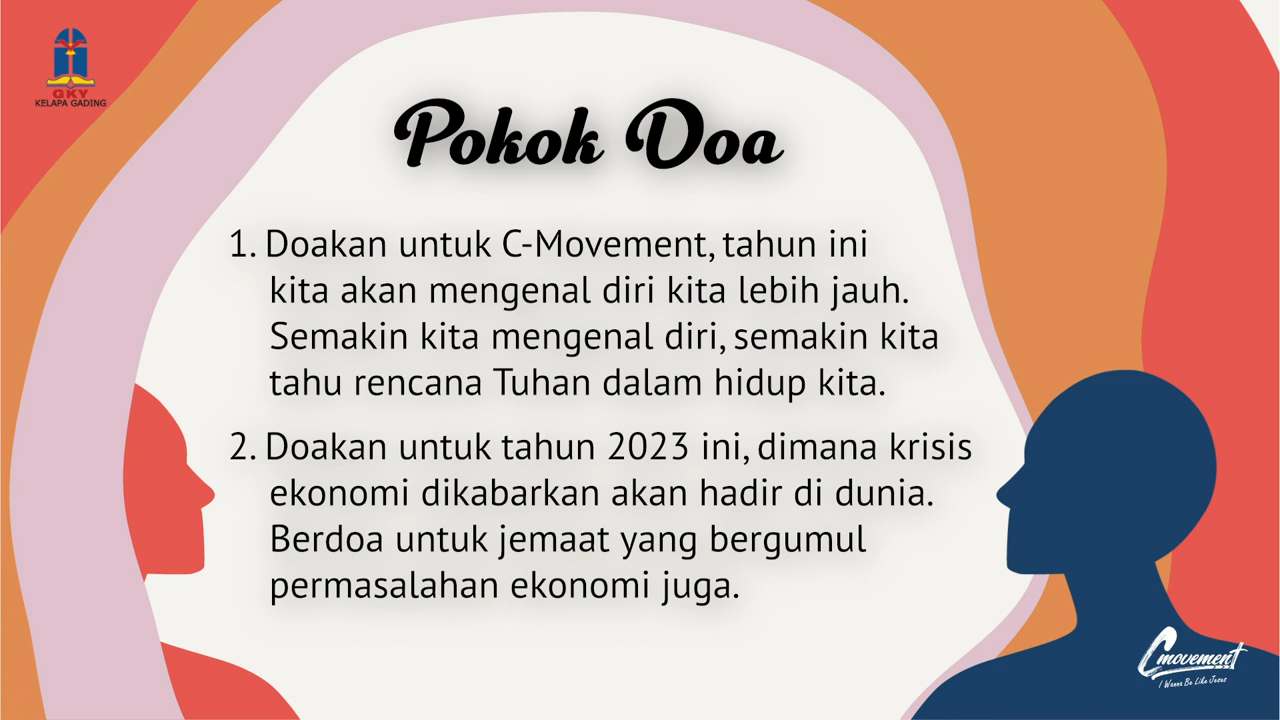 GKY
KELAPA GADING
Pokok Doa
1. Doakan untuk C-Movement, tahun ini
kita akan mengenal diri kita lebih jauh.
Semakin kita mengenal diri, semakin kita
tahu rencana Tuhan dalam hidup kita.
2. Doakan untuk tahun 2023 ini, dimana krisis
ekonomi dikabarkan akan hadir di dunia.
Berdoa untuk jemaat yang bergumul
permasalahan ekonomi juga.
Cmovement
I Wanna Be Like Jesus